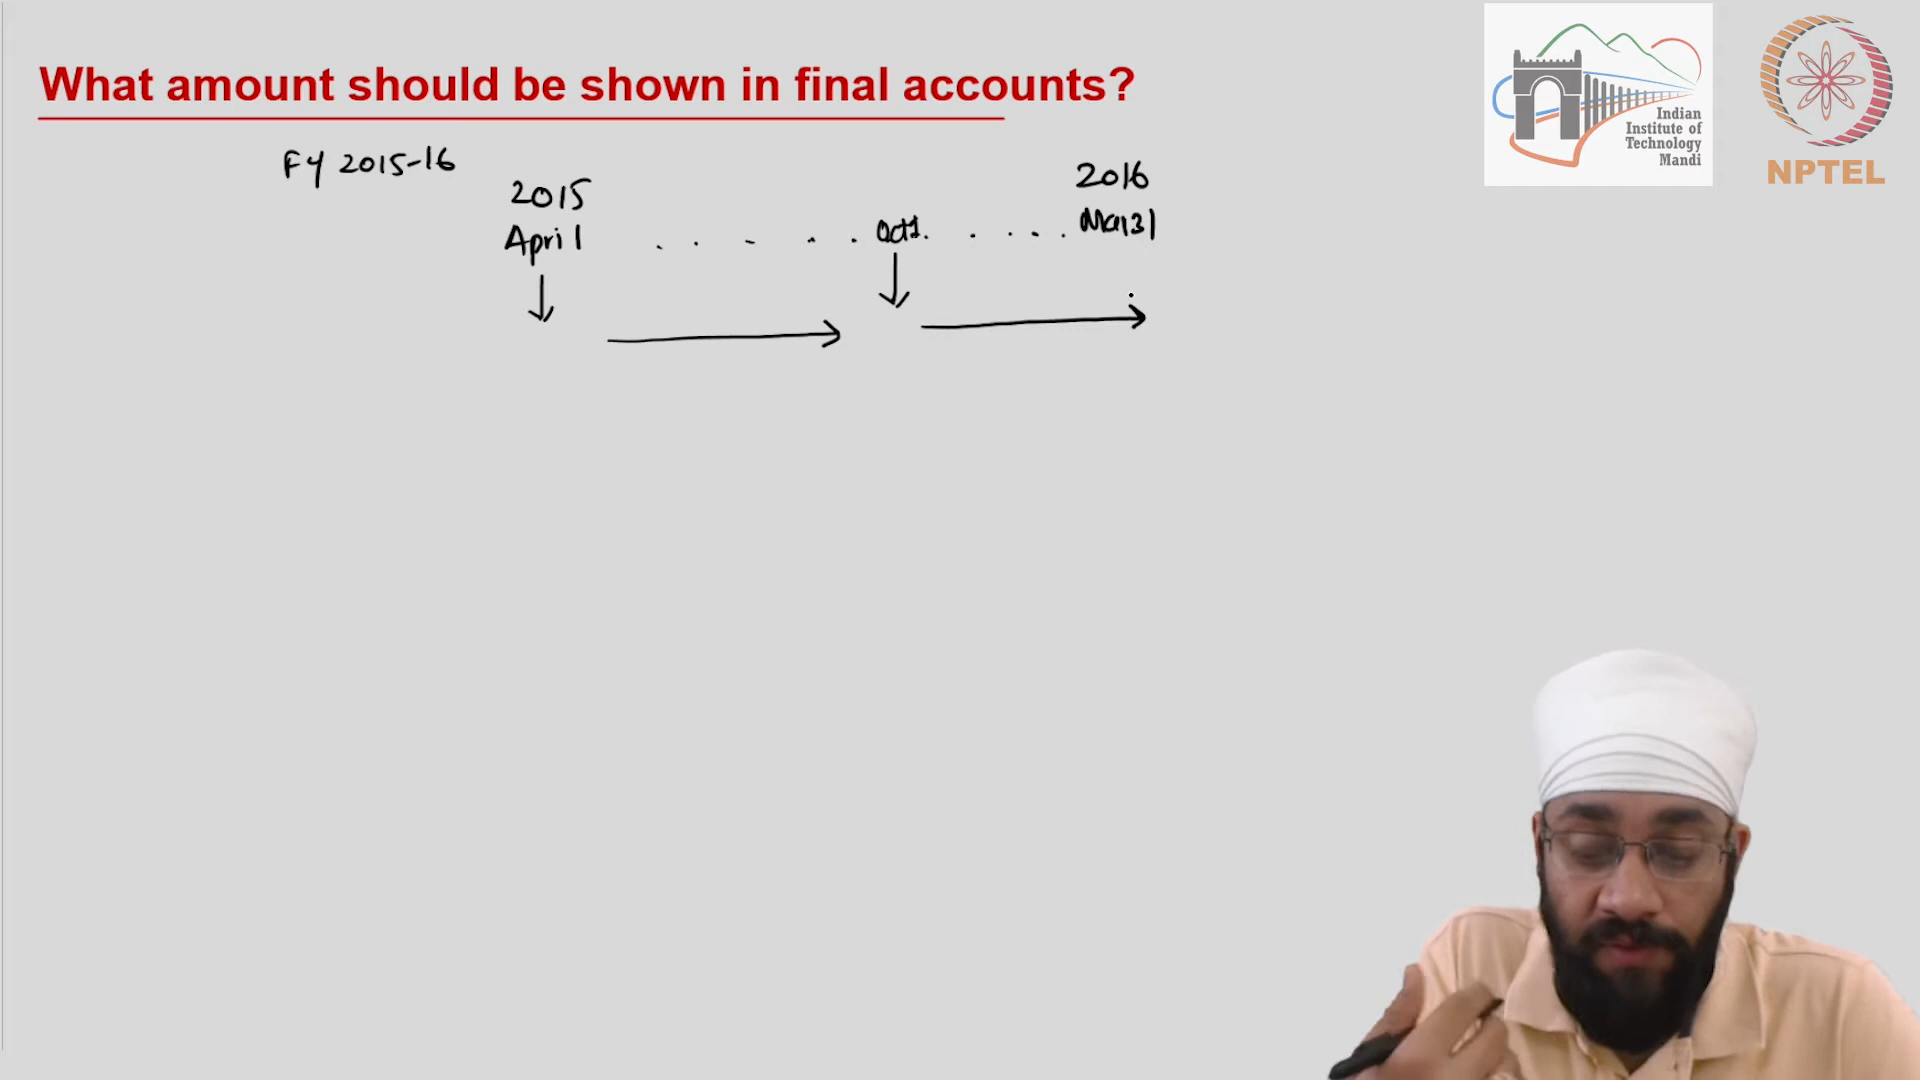 What amount should be shown in final accounts?
FY 2015-16
2015
2016
April . . - . . . Oct 1. . . . . . Mar 31
Indian
Institute of
Technology
Mandi
NPTEL